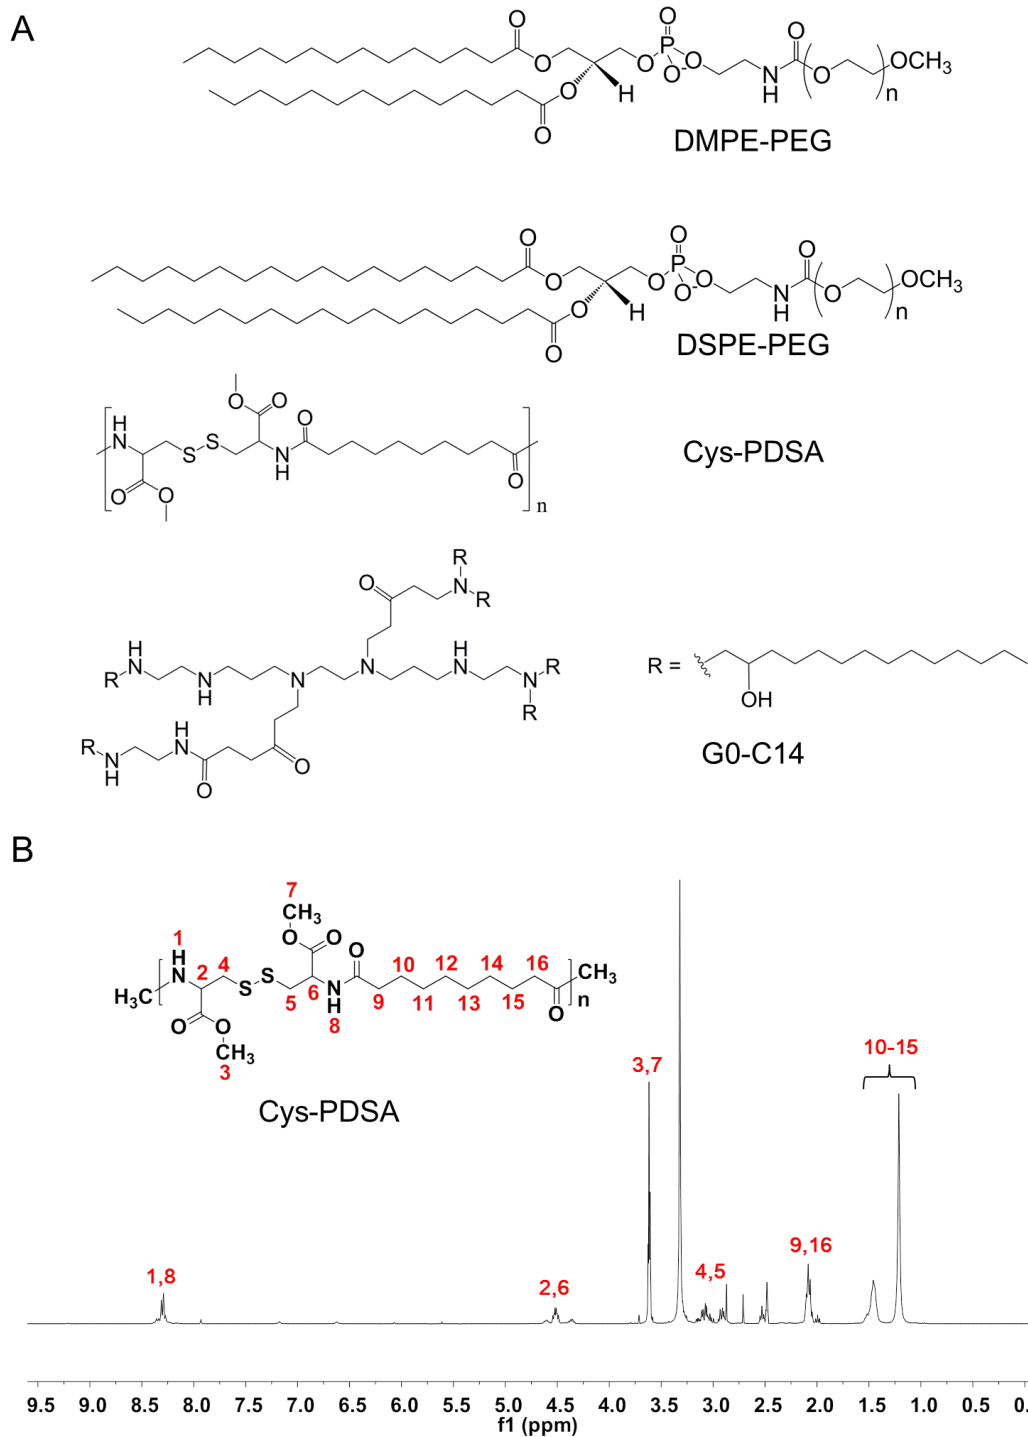 A
O O O P O O O- O N H O O OCH3 n
O O H
DMPE-PEG
O O O P O O O- O N H O O OCH3 n
O O H
DSPE-PEG
H N O O S S O O N H O O n
Cys-PDSA
R N R O
R N H N H N N H N N R R
R N H H N O O
R = OH
G0-C14
B
7
CH3
O O
1 H N 2 4 S S 5 6 N H 8 O 9 10 11 12 13 14 15 16 O CH3 n
H3C
O O CH3
3
Cys-PDSA
10-15
3,7
9,16
1,8
2,6
4,5
9.5 9.0 8.5 8.0 7.5 7.0 6.5 6.0 5.5 5.0 4.5 4.0 3.5 3.0 2.5 2.0 1.5 1.0 0.5 0.
f1 (ppm)